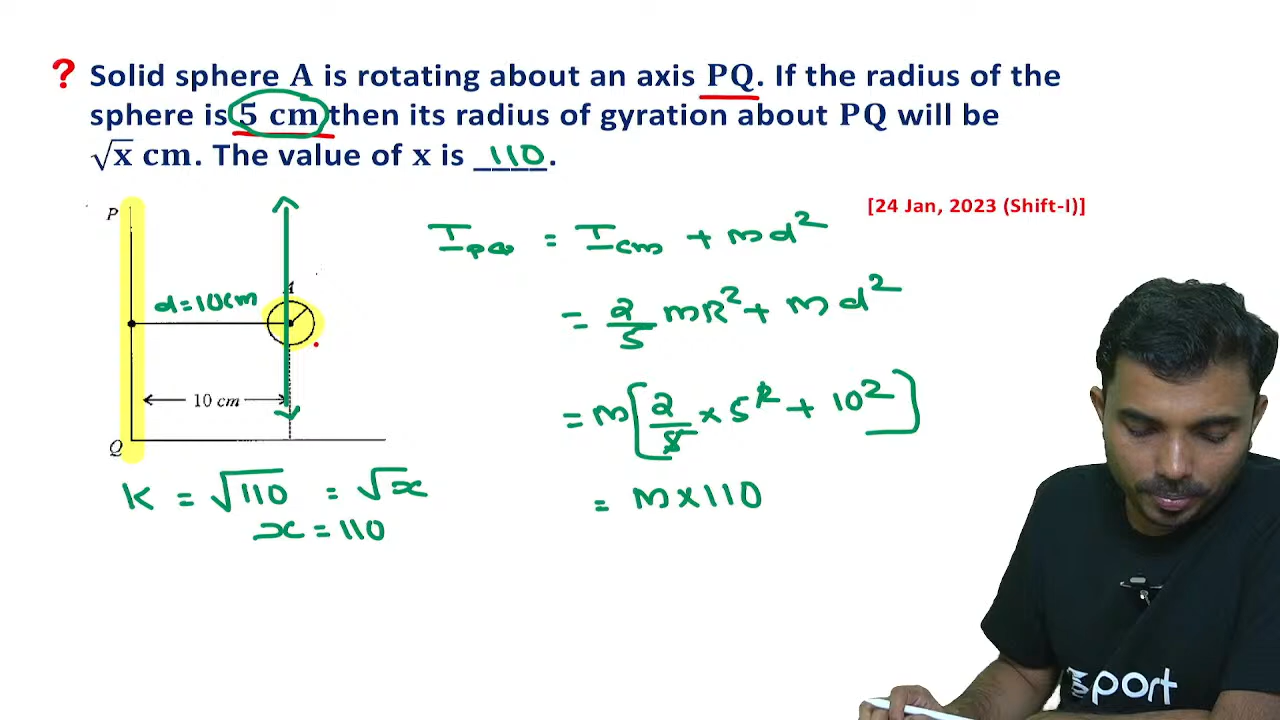 ? Solid sphere A is rotating about an axis PQ. If the radius of the
sphere is 5 cm then its radius of gyration about PQ will be
√x cm. The value of x is 110.
[24 Jan, 2023 (Shift-I)]
P
A
d=10cm
10 cm
Q
K = √110 = √x
x = 110
I_PQ = I_cm + md²
= 2/5 mR² + md²
= m[2/5 × 5² + 10²]
= m×110
port